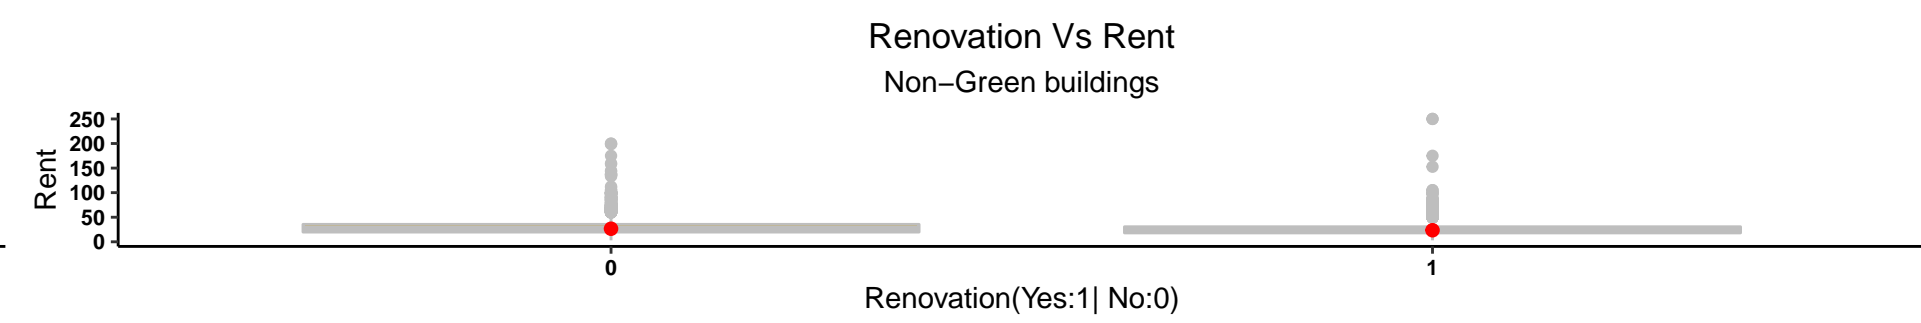 Renovation Vs Rent
Non−Green buildings
Rent
250
200
150
100
50
0
0
1
Renovation(Yes:1| No:0)